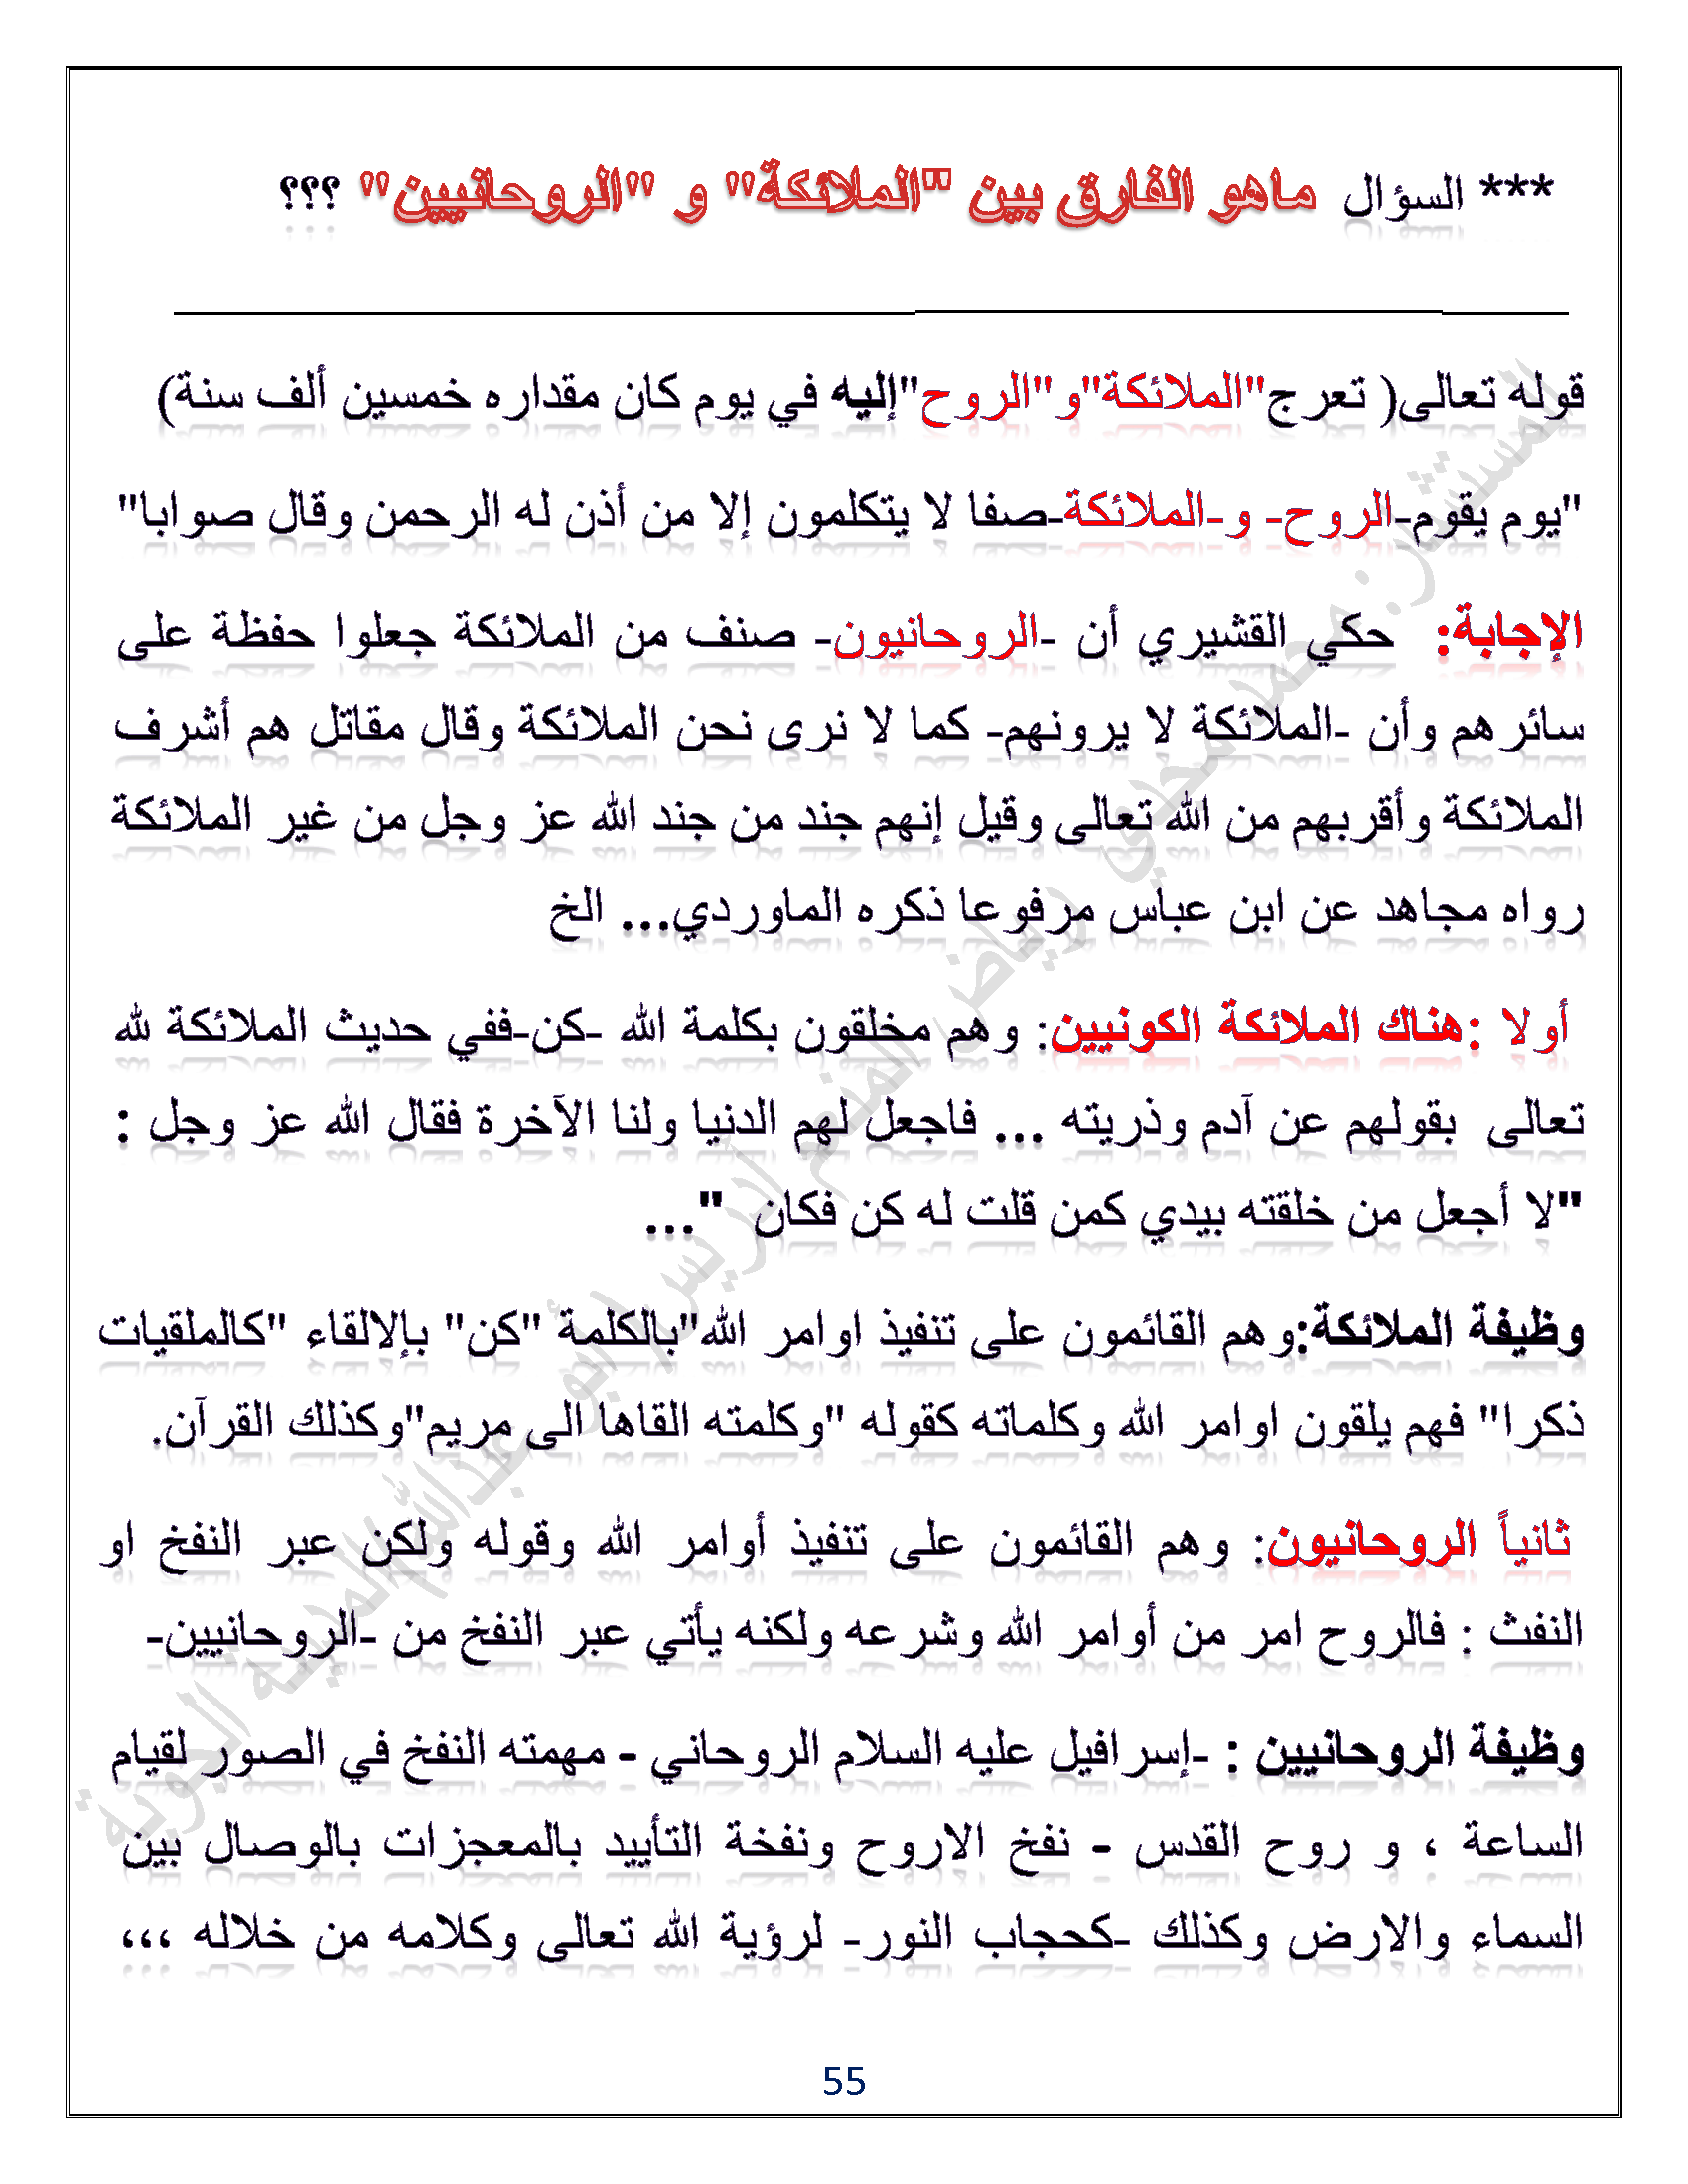 *** السؤال ماهو الفارق بين "الملائكة" و "الروحانيين" ؟؟؟
قوله تعالى( تعرج"الملائكة"و"الروح"إليه في يوم كان مقداره خمسين ألف سنة)
"يوم يقوم-الروح- و-الملائكة-صفا لا يتكلمون إلا من أذن له الرحمن وقال صوابا"
الإجابة: حكي القشيري أن -الروحانيون- صنف من الملائكة جعلوا حفظة على
سائرهم وأن -الملائكة لا يرونهم- كما لا نرى نحن الملائكة وقال مقاتل هم أشرف
الملائكة وأقربهم من الله تعالى وقيل إنهم جند من جند الله عز وجل من غير الملائكة
رواه مجاهد عن ابن عباس مرفوعا ذكره الماوردي... الخ
أولا :هناك الملائكة الكونيين: وهم مخلقون بكلمة الله -كن-ففي حديث الملائكة لله
تعالى بقولهم عن آدم وذريته ... فاجعل لهم الدنيا ولنا الآخرة فقال الله عز وجل :
"لا أجعل من خلقته بيدي كمن قلت له كن فكان "...
وظيفة الملائكة:وهم القائمون على تنفيذ اوامر الله"بالكلمة "كن" بإلالقاء "كالملقيات
ذكرا" فهم يلقون اوامر الله وكلماته كقوله "وكلمته القاها الى مريم"وكذلك القرآن.
ثانياً الروحانيون: وهم القائمون على تنفيذ أوامر الله وقوله ولكن عبر النفخ او
النفث : فالروح امر من أوامر الله وشرعه ولكنه يأتي عبر النفخ من -الروحانيين-
وظيفة الروحانيين : -إسرافيل عليه السلام الروحاني - مهمته النفخ في الصور لقيام
الساعة ، و روح القدس - نفخ الاروح ونفخة التأييد بالمعجزات بالوصال بين
السماء والارض وكذلك -كحجاب النور- لرؤية الله تعالى وكلامه من خلاله ،،،
55
المستشار: محمد مجدي رياض المنعم الريس أبو عبدالله المدينه